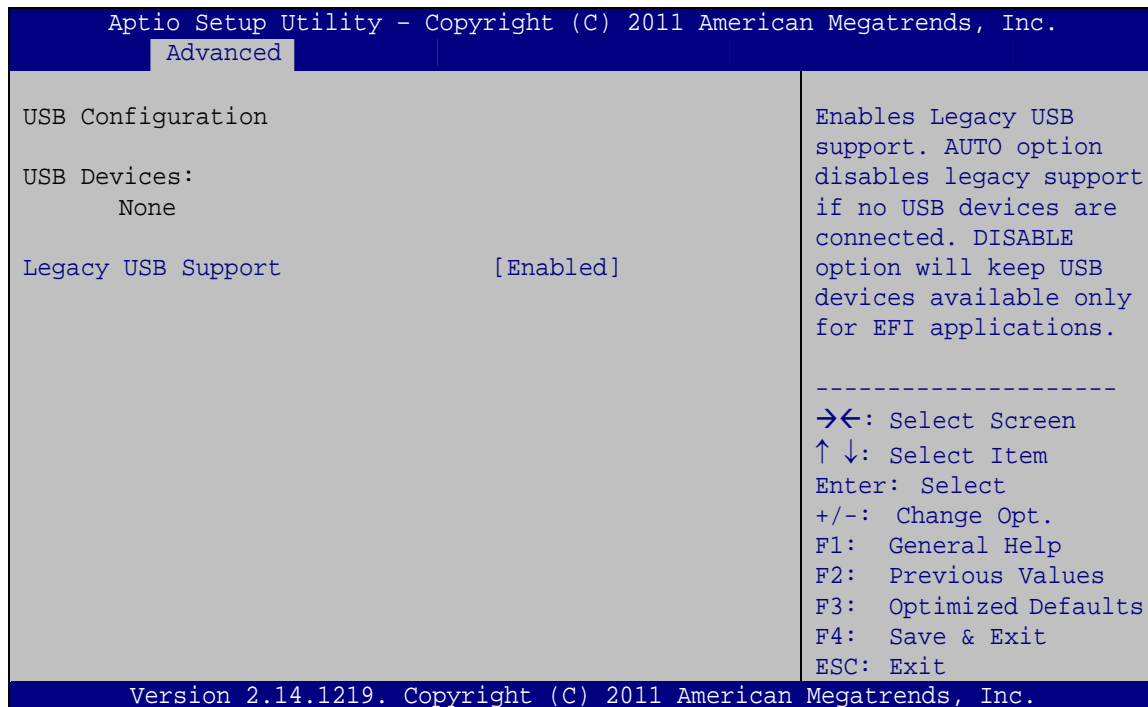 Aptio Setup Utility – Copyright (C) 2011 American Megatrends, Inc.
Advanced
USB Configuration
USB Devices:
None
Legacy USB Support [Enabled]
Enables Legacy USB
support. AUTO option
disables legacy support
if no USB devices are
connected. DISABLE
option will keep USB
devices available only
for EFI applications.
---------------------
→←: Select Screen
↑ ↓: Select Item
Enter: Select
+/-: Change Opt.
F1: General Help
F2: Previous Values
F3: Optimized Defaults
F4: Save & Exit
ESC: Exit
Version 2.14.1219. Copyright (C) 2011 American Megatrends, Inc.